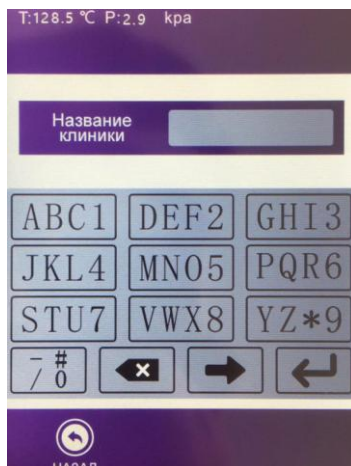 T:128.5 ℃ P:2.9 kpa
Название
клиники
ABC1 DEF2 GHI3
JKL4 MNO5 PQR6
STU7 VWX8 YZ*9
-/#0
НАЗАД